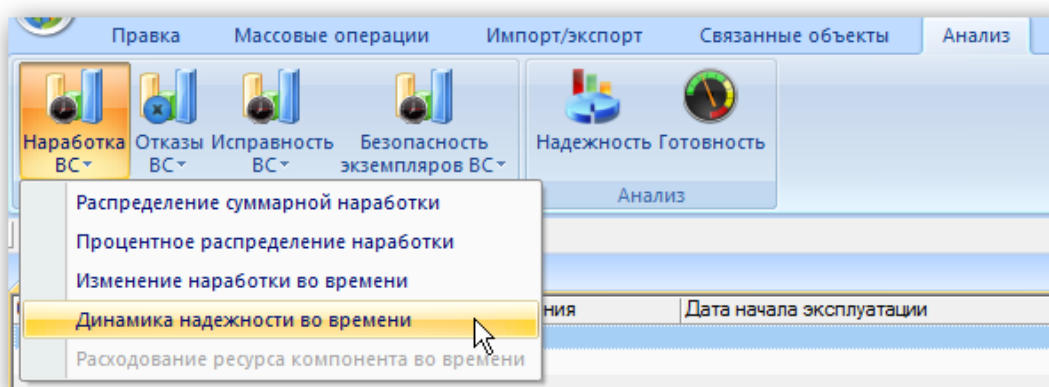 Правка Массовые операции Импорт/экспорт Связанные объекты Анализ
Наработка ВС
Отказы ВС
Исправность ВС
Безопасность экземпляров ВС
Надежность Готовность
Анализ
Распределение суммарной наработки
Процентное распределение наработки
Изменение наработки во времени
Динамика надежности во времени
Расходование ресурса компонента во времени
ния Дата начала эксплуатации